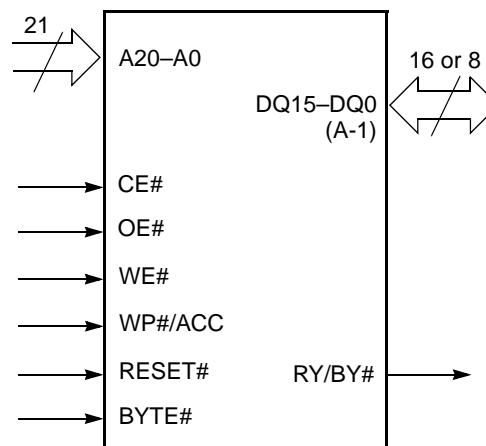 21
A20–A0
16 or 8
DQ15–DQ0
(A-1)
CE#
OE#
WE#
WP#/ACC
RESET#
RY/BY#
BYTE#